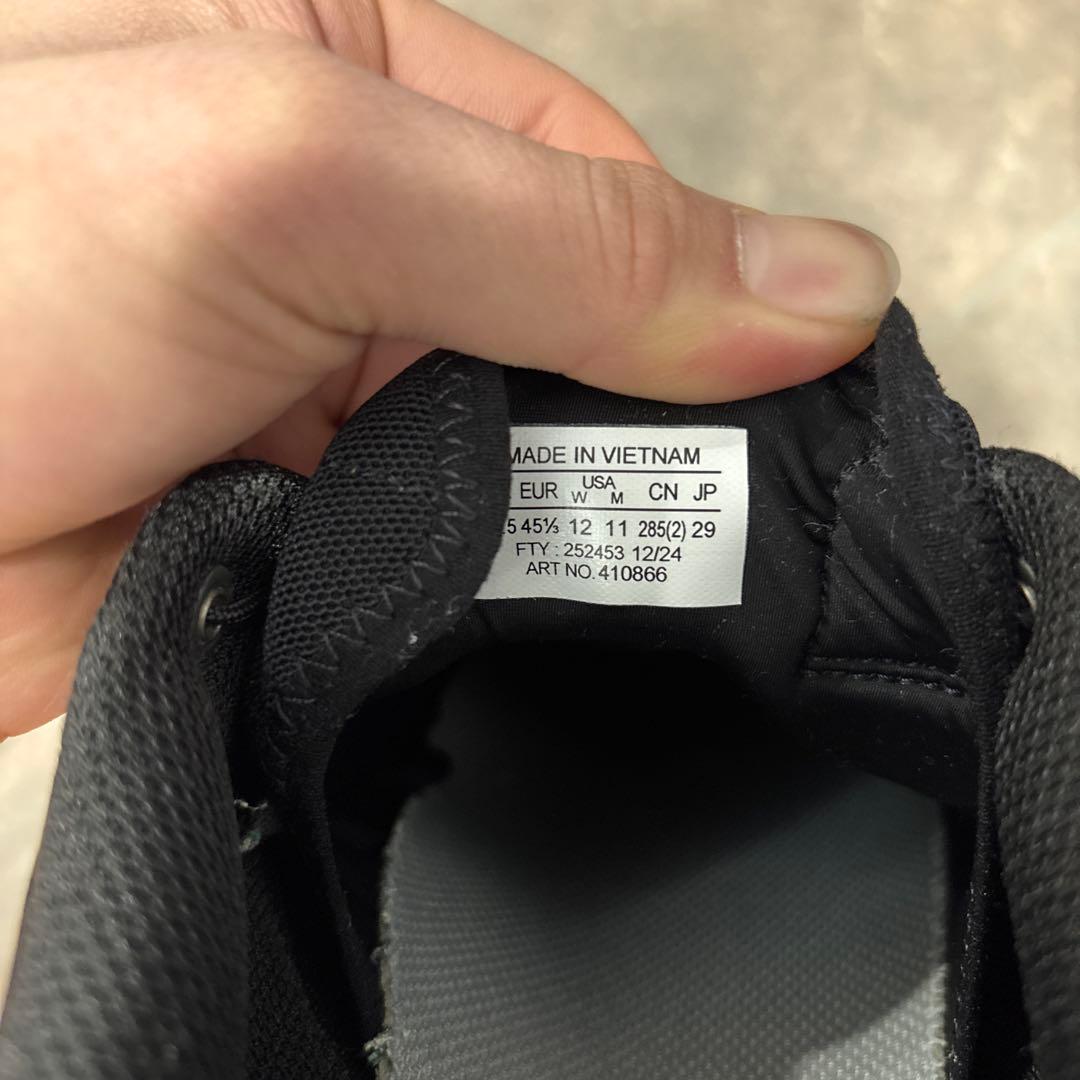 MADE IN VIETNAM
EUR USA CN JP
W M
5 45⅓ 12 11 285(2) 29
FTY : 252453 12/24
ART NO. 410866